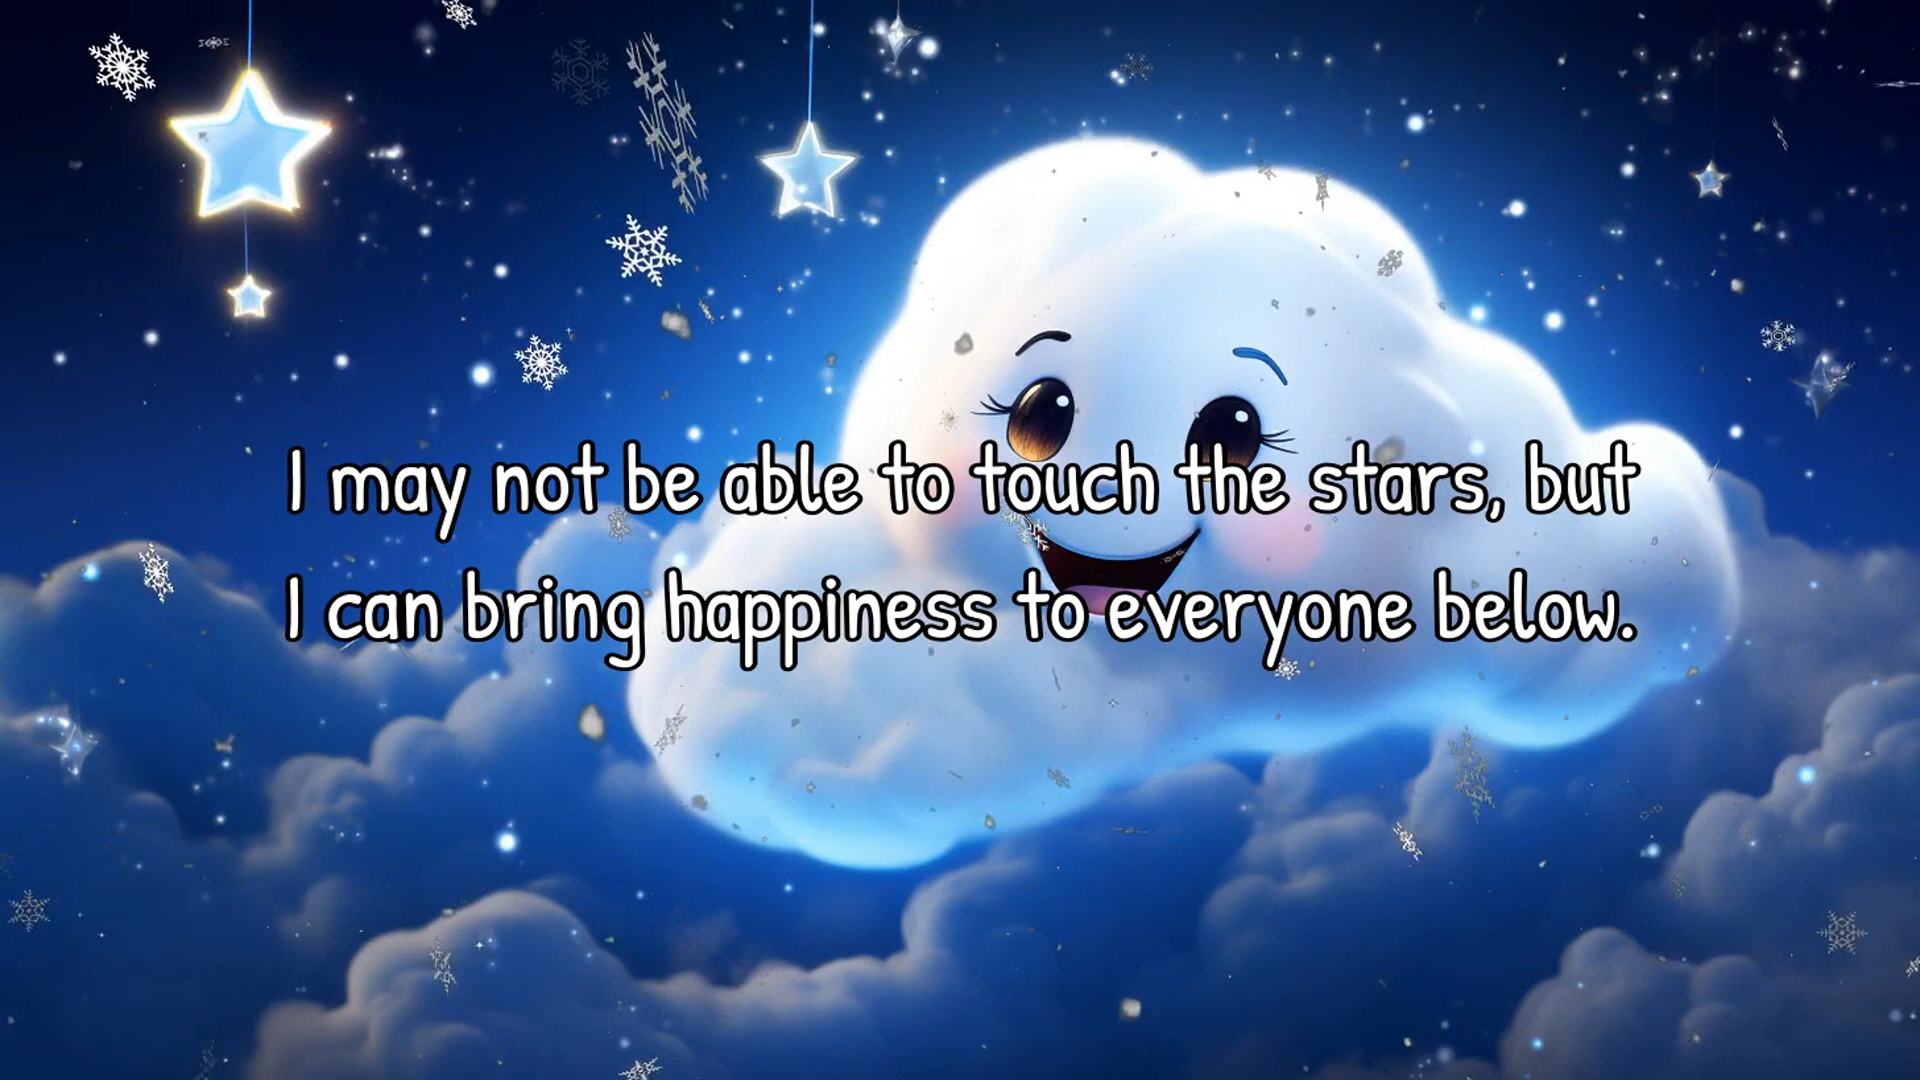 I may not be able to touch the stars, but
I can bring happiness to everyone below.